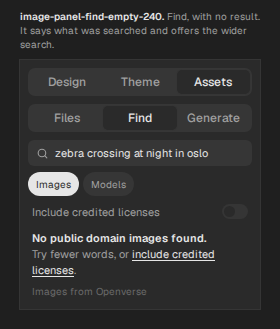 image-panel-find-empty-240. Find, with no result.
It says what was searched and offers the wider
search.
Design Theme Assets
Files Find Generate
zebra crossing at night in oslo
Images Models
Include credited licenses
No public domain images found.
Try fewer words, or include credited
licenses.
Images from Openverse